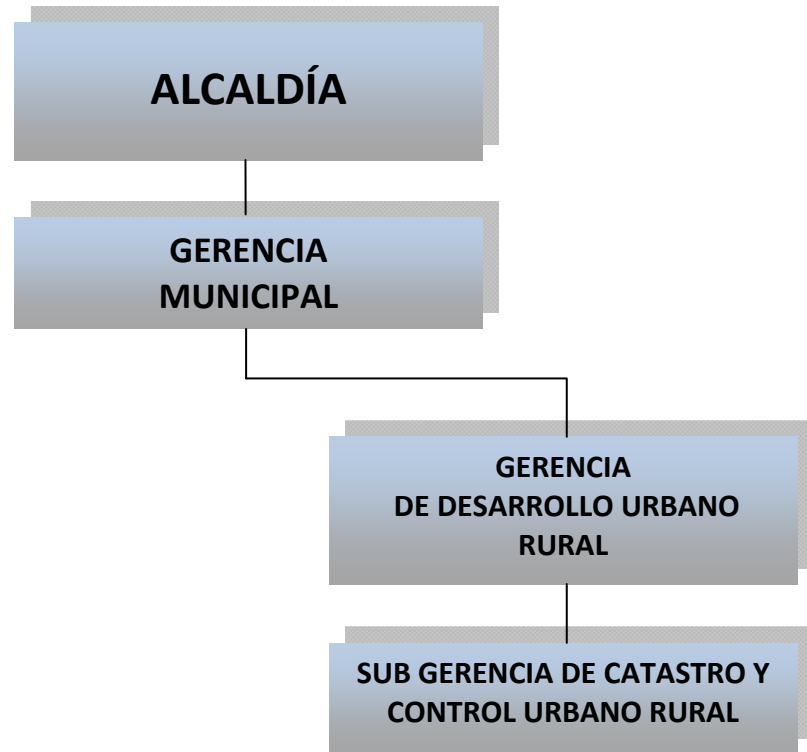 ALCALDÍA
GERENCIA
MUNICIPAL
GERENCIA
DE DESARROLLO URBANO
RURAL
SUB GERENCIA DE CATASTRO Y
CONTROL URBANO RURAL